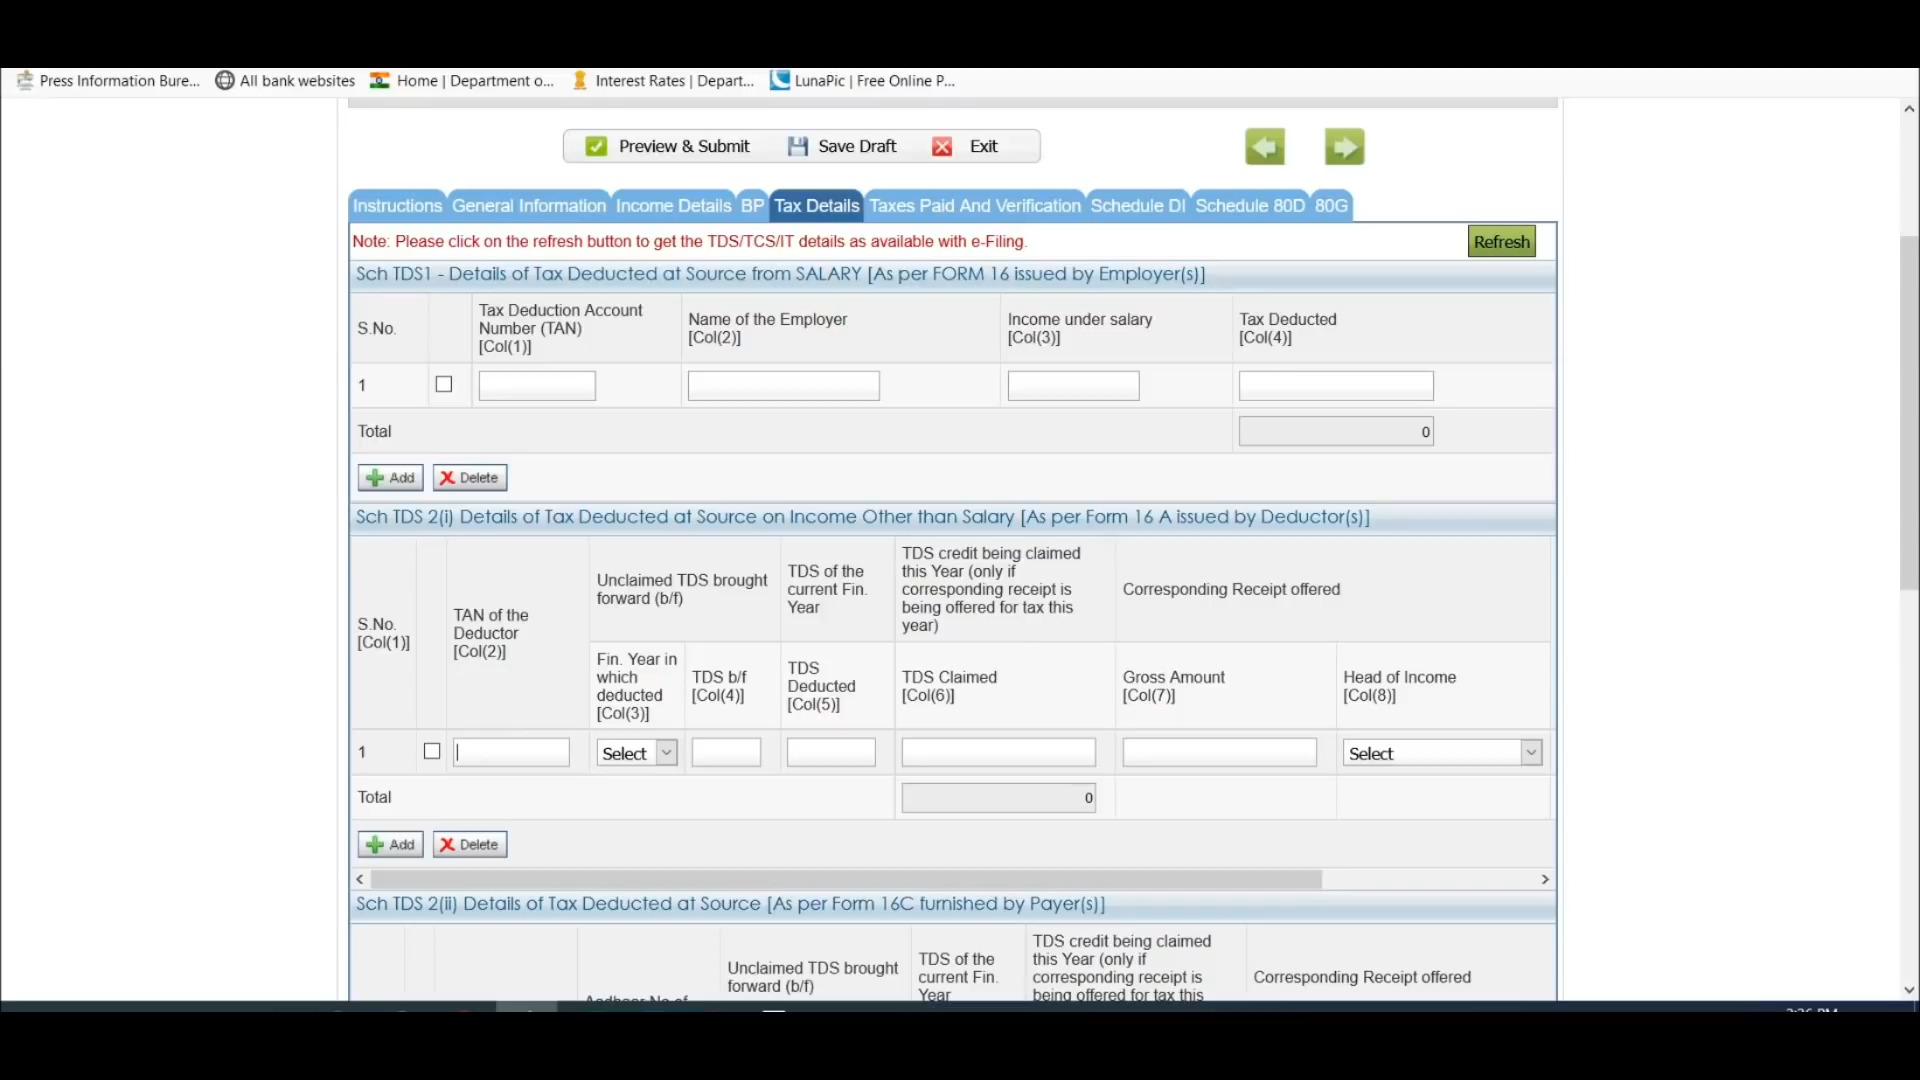 Press Information Bure... All bank websites Home | Department o... Interest Rates | Depart... LunaPic | Free Online P...
Preview & Submit Save Draft Exit
Instructions General Information Income Details BP Tax Details Taxes Paid And Verification Schedule DI Schedule 80D 80G
Note: Please click on the refresh button to get the TDS/TCS/IT details as available with e-Filing. Refresh
Sch TDS1 - Details of Tax Deducted at Source from SALARY [As per FORM 16 issued by Employer(s)]
S.No.
Tax Deduction Account
Number (TAN)
[Col(1)]
Name of the Employer
[Col(2)]
Income under salary
[Col(3)]
Tax Deducted
[Col(4)]
1
Total 0
Add Delete
Sch TDS 2(i) Details of Tax Deducted at Source on Income Other than Salary [As per Form 16 A issued by Deductor(s)]
S.No.
[Col(1)]
TAN of the
Deductor
[Col(2)]
Unclaimed TDS brought
forward (b/f)
TDS of the
current Fin.
Year
TDS credit being claimed
this Year (only if
corresponding receipt is
being offered for tax this
year)
Corresponding Receipt offered
Fin. Year in
which
deducted
[Col(3)]
TDS b/f
[Col(4)]
TDS
Deducted
[Col(5)]
TDS Claimed
[Col(6)]
Gross Amount
[Col(7)]
Head of Income
[Col(8)]
1 Select Select
Total 0
Add Delete
Sch TDS 2(ii) Details of Tax Deducted at Source [As per Form 16C furnished by Payer(s)]
Unclaimed TDS brought
forward (b/f)
TDS of the
current Fin.
Year
TDS credit being claimed
this Year (only if
corresponding receipt is
being offered for tax this
Corresponding Receipt offered